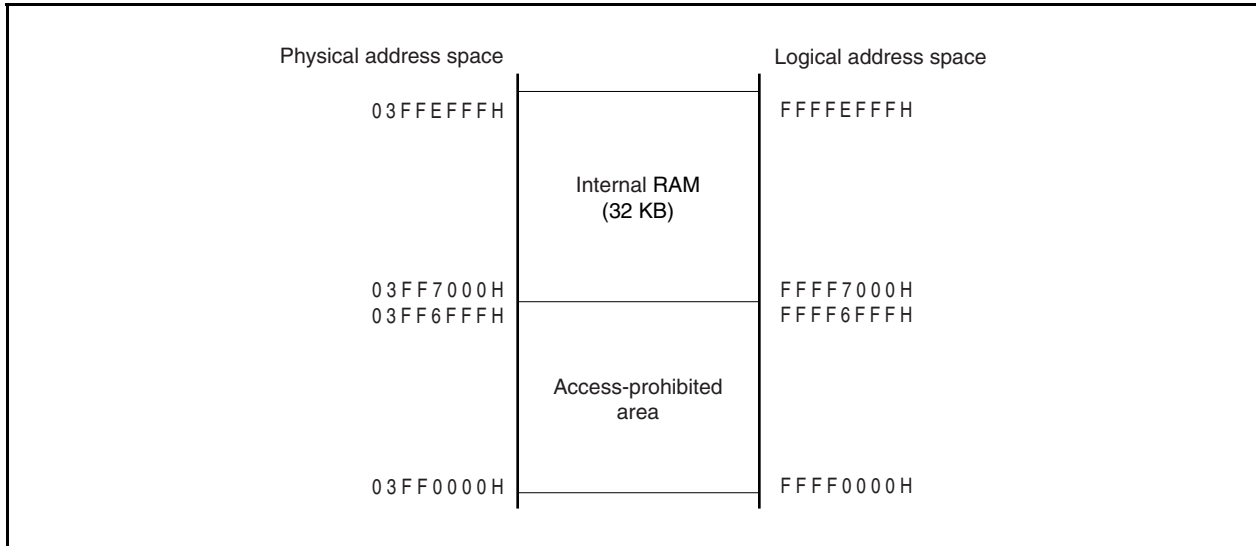 Physical address space
Logical address space
03FFEFFFH
FFFFEFFFH
Internal RAM
(32 KB)
03FF7000H
FFFF7000H
03FF6FFFH
FFFF6FFFH
Access-prohibited
area
03FF0000H
FFFF0000H